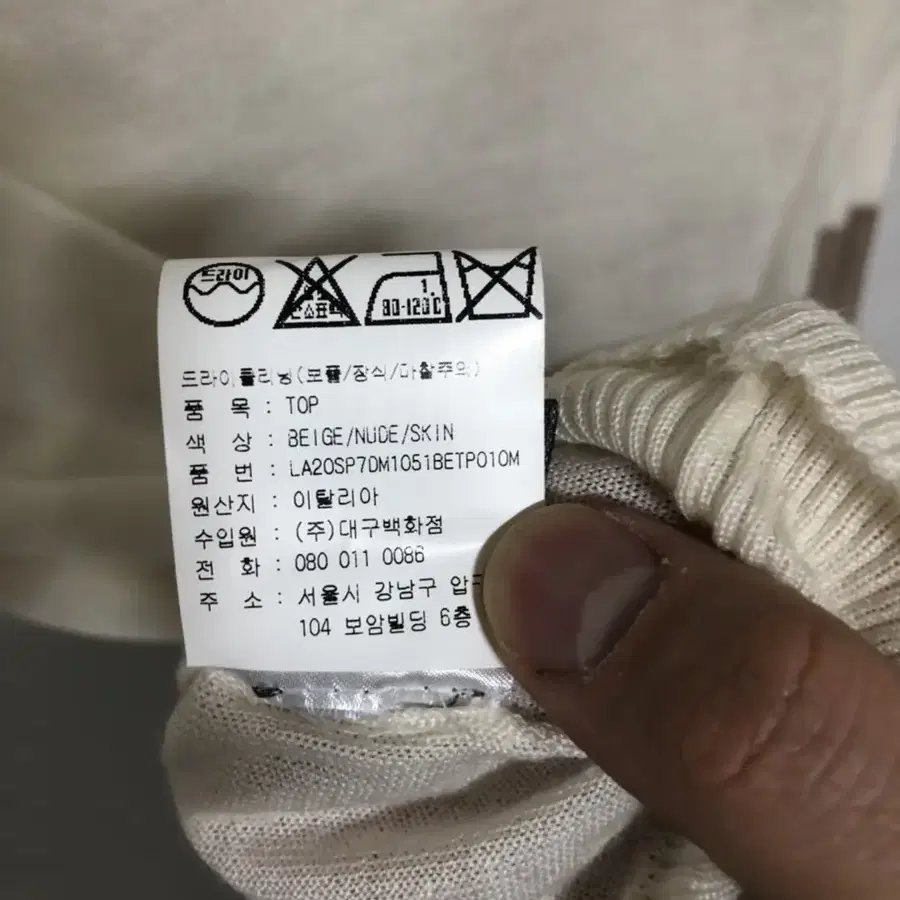 드라이
산소표백
1.
80-120℃
드라이클리닝(보풀/장식/마찰주의)
품 목 : TOP
색 상 : BEIGE/NUDE/SKIN
품 번 : LA20SP7DM1051BETP010M
원산지 : 이탈리아
수입원 : (주)대구백화점
전 화 : 080 011 0086
주 소 : 서울시 강남구
104 보암빌딩 6층